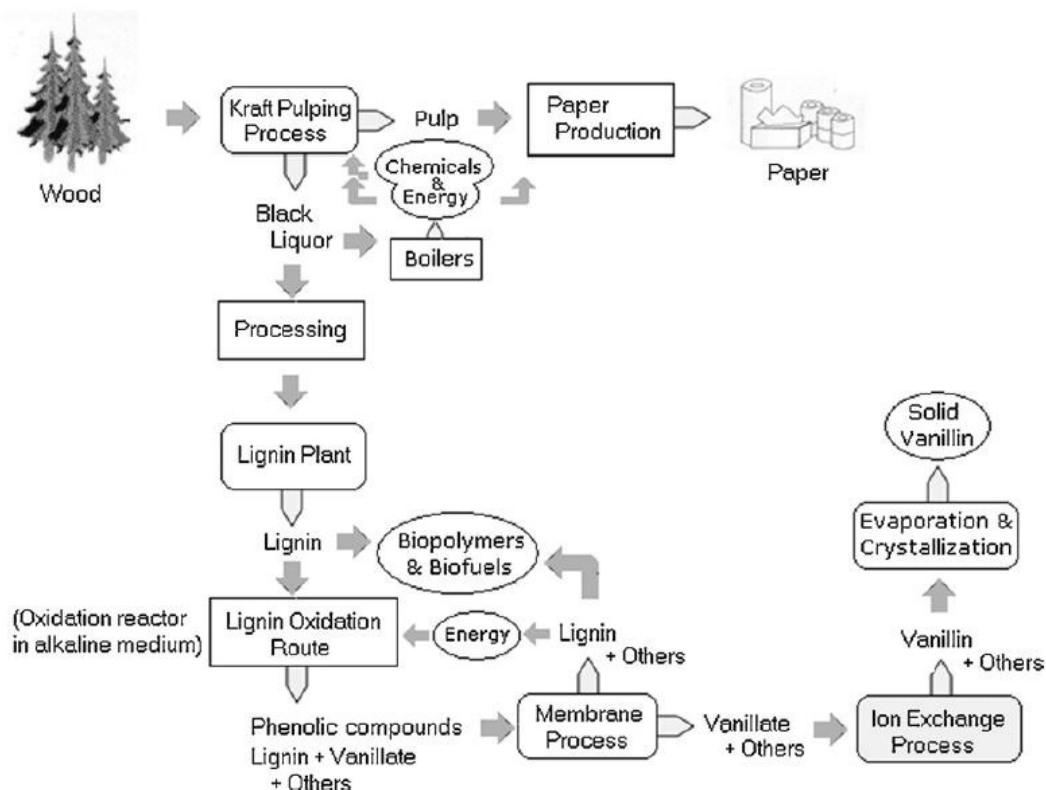 Wood
Kraft Pulping
Process
Pulp
Paper
Production
Paper
Chemicals
&
Energy
Black
Liquor
Boilers
Processing
Lignin Plant
Lignin
Biopolymers
& Biofuels
(Oxidation reactor
in alkaline medium)
Lignin Oxidation
Route
Energy
Lignin
+ Others
Phenolic compounds
Lignin + Vanillate
+ Others
Membrane
Process
Vanillate
+ Others
Ion Exchange
Process
Vanillin
+ Others
Evaporation &
Crystallization
Solid
Vanillin